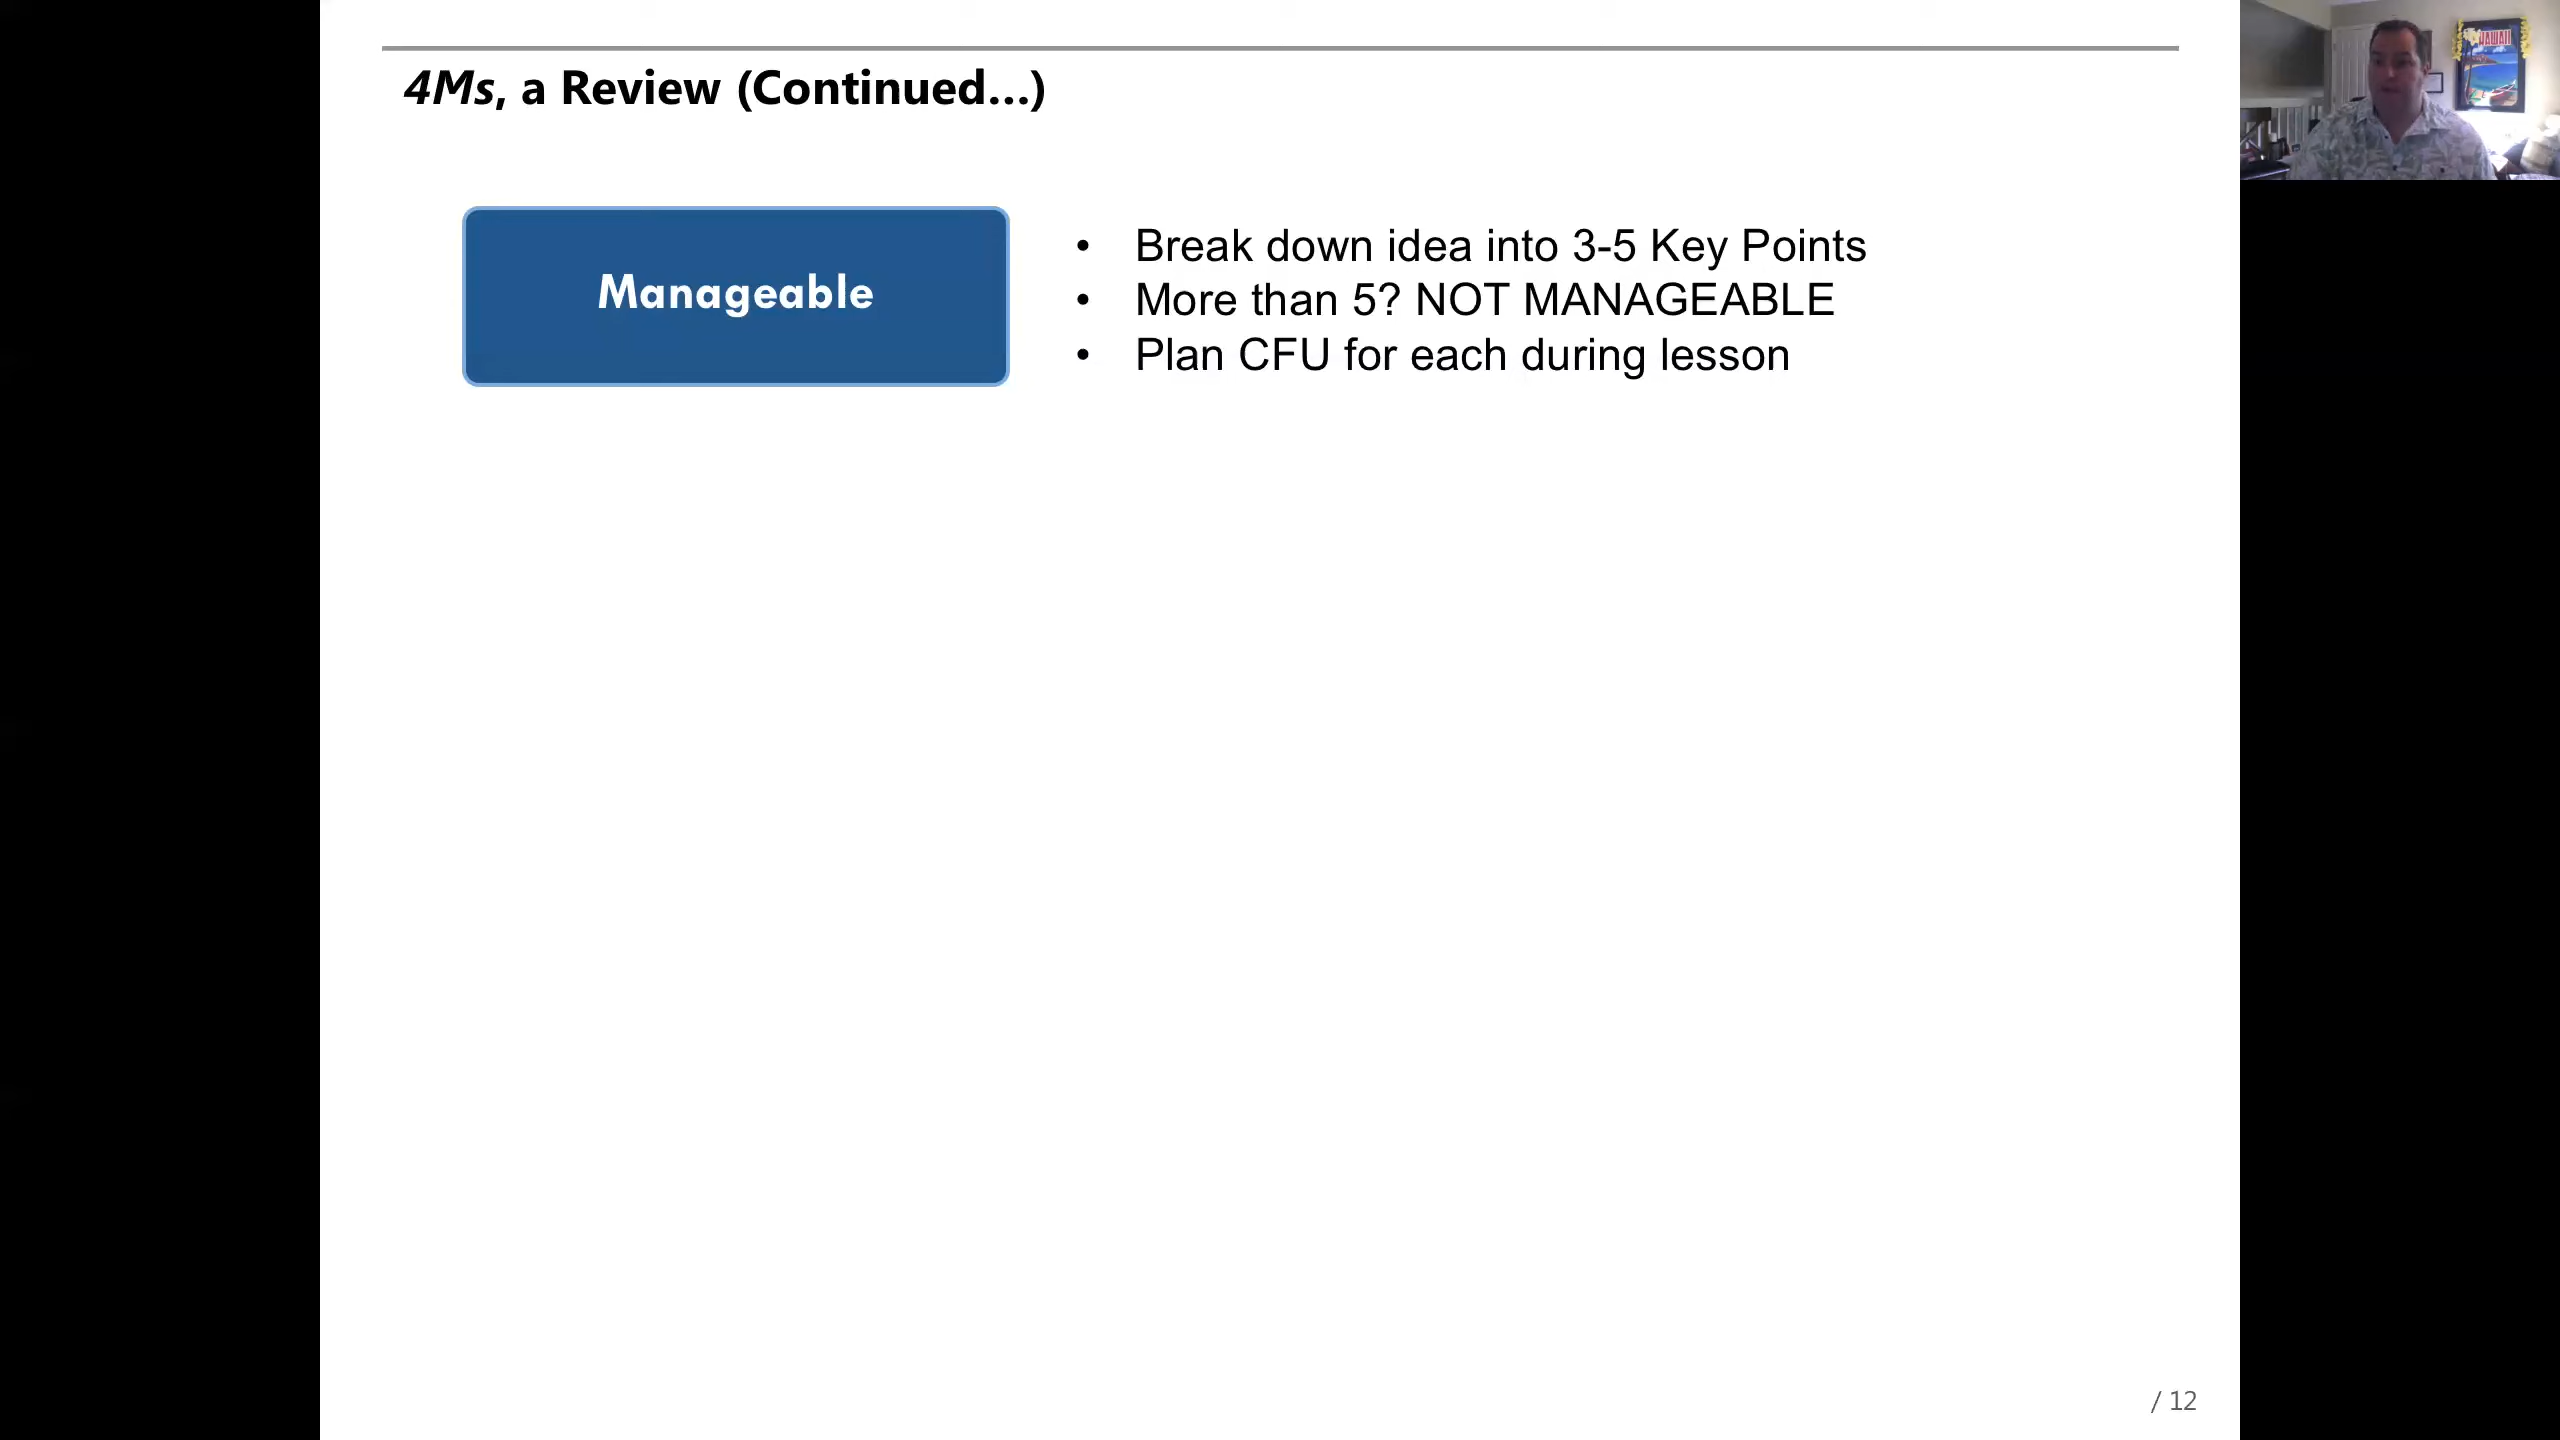 4Ms, a Review (Continued...)
HAWAII
Manageable
• Break down idea into 3-5 Key Points
• More than 5? NOT MANAGEABLE
• Plan CFU for each during lesson
/ 12